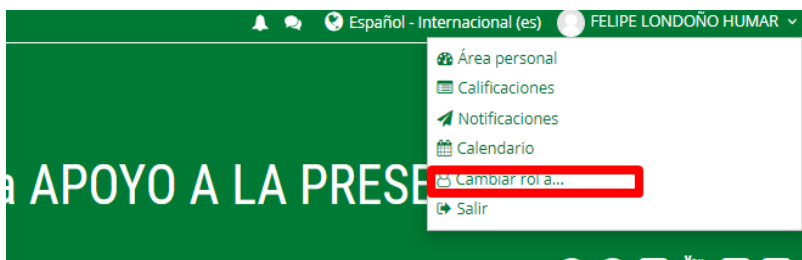 Español - Internacional (es) FELIPE LONDOÑO HUMAR
Área personal
Calificaciones
Notificaciones
Calendario
APOYO A LA PRESE
Cambiar rol a...
Salir